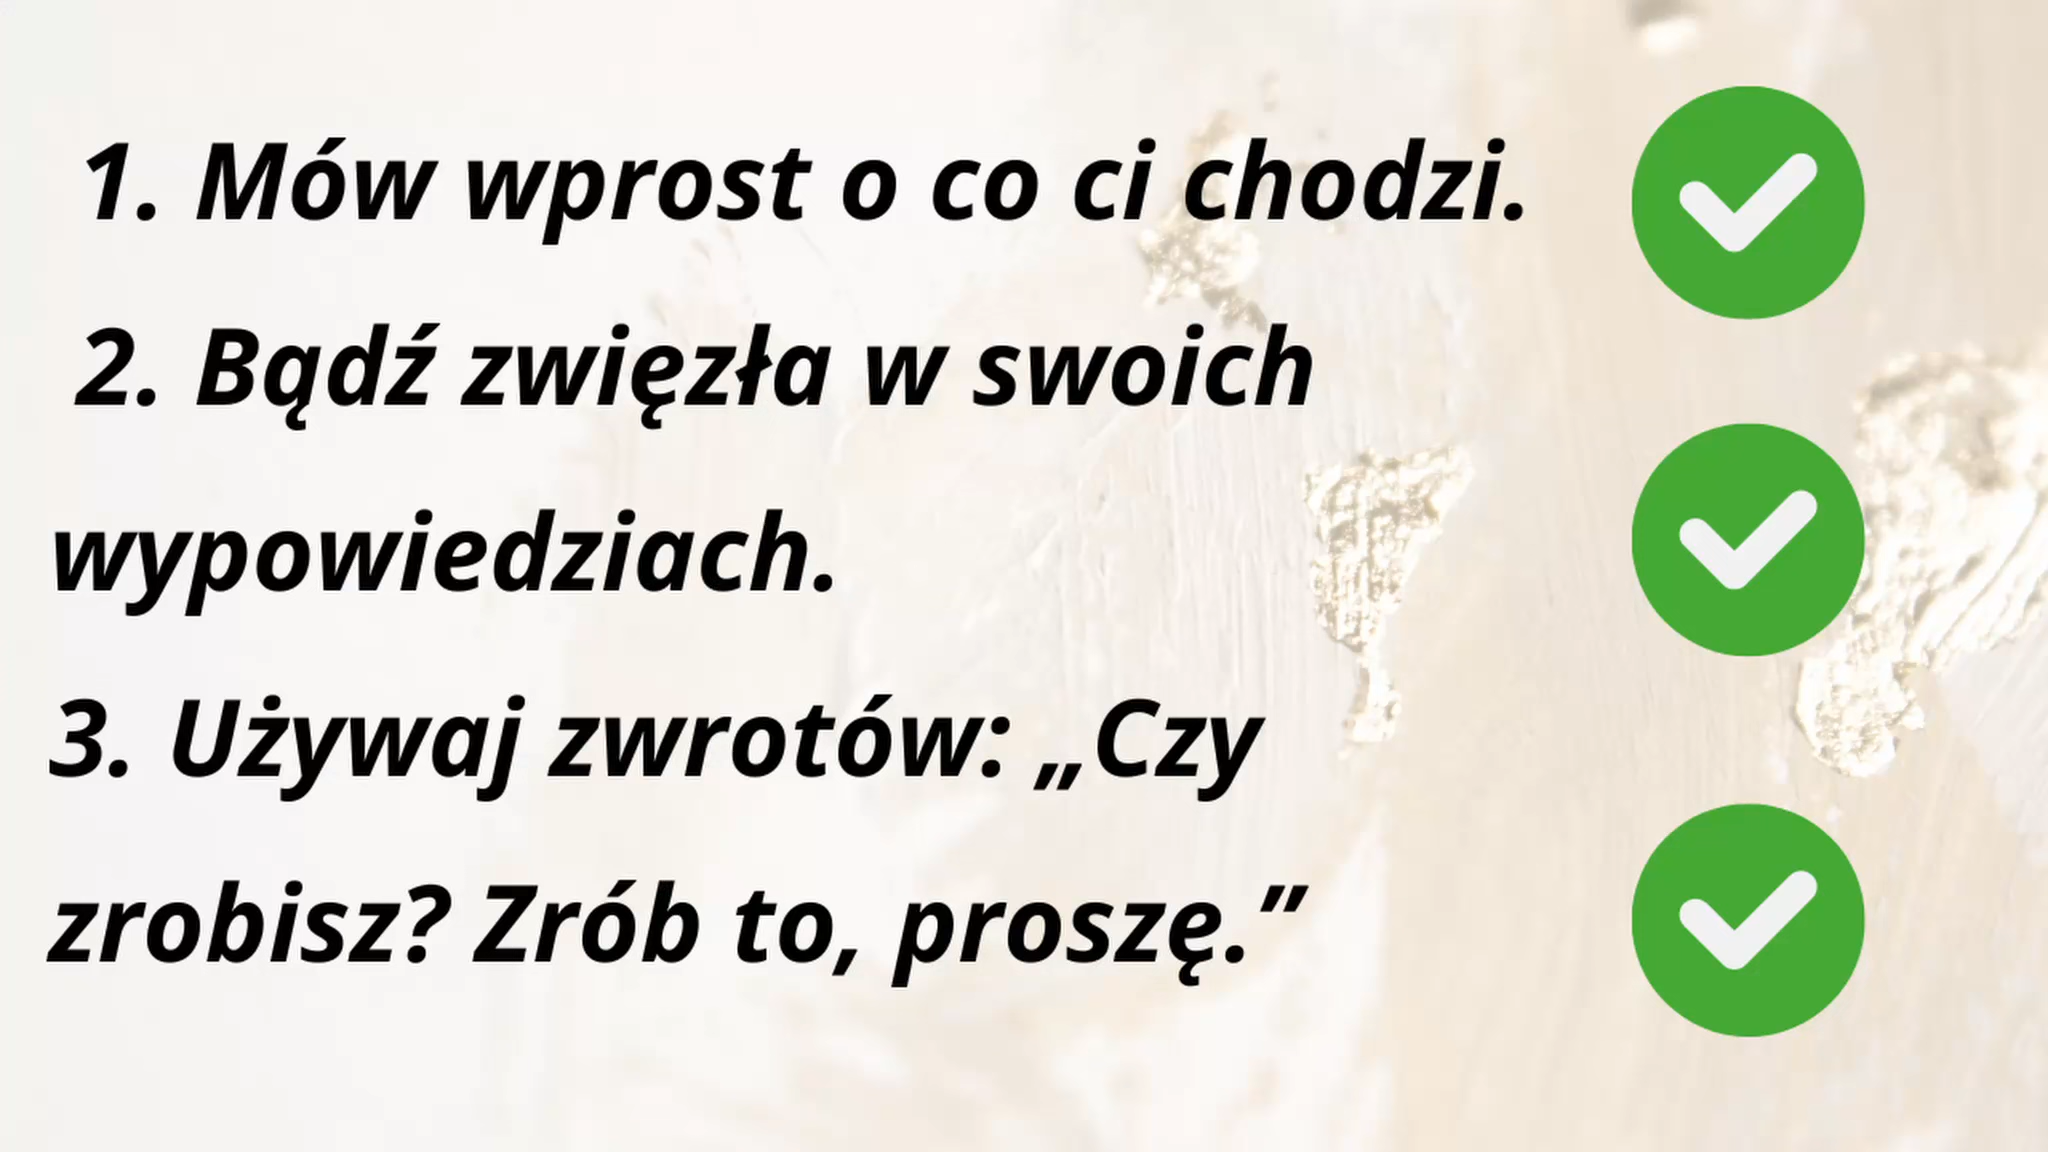 1. Mów wprost o co ci chodzi.
2. Bądź zwięzła w swoich
wypowiedziach.
3. Używaj zwrotów: „Czy
zrobisz? Zrób to, proszę.”